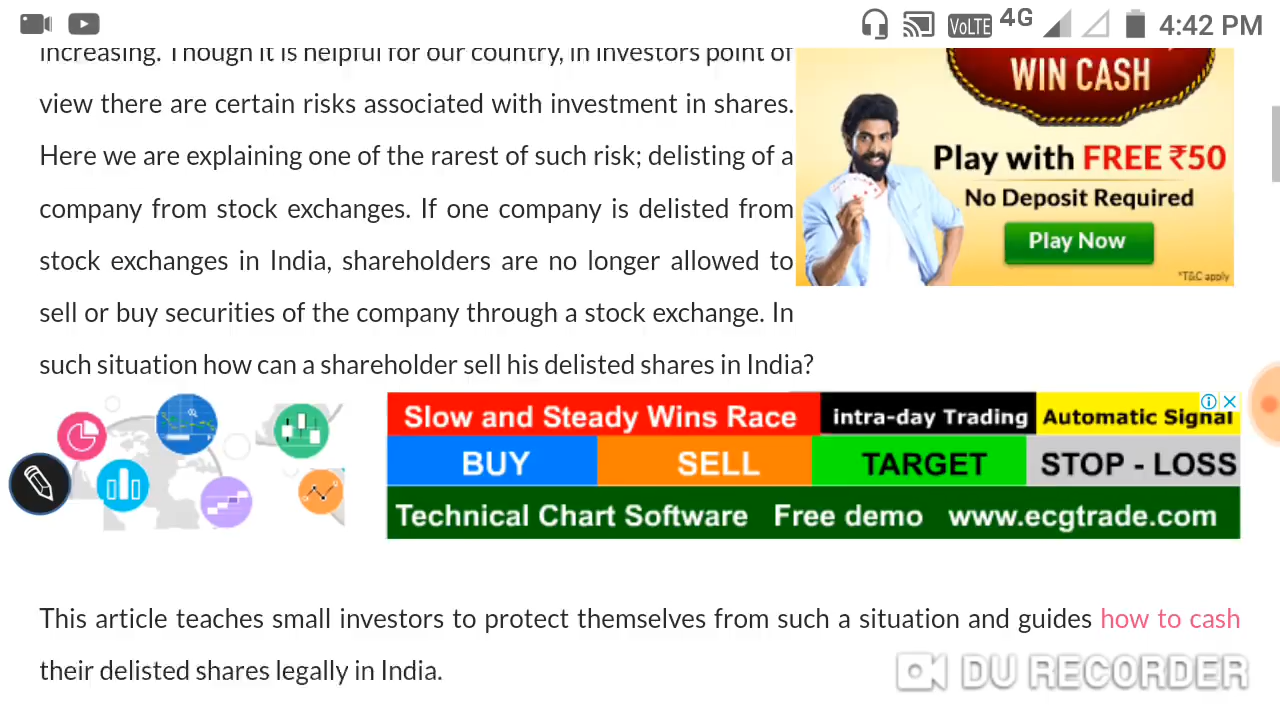 VoLTE 4G 4:42 PM
increasing. Though it is helpful for our country, in investors point of
view there are certain risks associated with investment in shares.
Here we are explaining one of the rarest of such risk; delisting of a
company from stock exchanges. If one company is delisted from
stock exchanges in India, shareholders are no longer allowed to
sell or buy securities of the company through a stock exchange. In
such situation how can a shareholder sell his delisted shares in India?
WIN CASH
Play with FREE ₹50
No Deposit Required
Play Now
*T&C apply
Slow and Steady Wins Race intra-day Trading Automatic Signal
BUY SELL TARGET STOP - LOSS
Technical Chart Software Free demo www.ecgtrade.com
This article teaches small investors to protect themselves from such a situation and guides how to cash
their delisted shares legally in India.
DU RECORDER